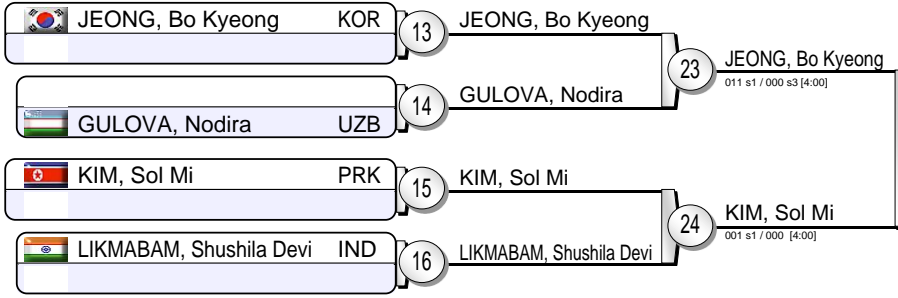 JEONG, Bo Kyeong KOR
13
JEONG, Bo Kyeong
23
JEONG, Bo Kyeong
011 s1 / 000 s3 [4:00]
14
GULOVA, Nodira
GULOVA, Nodira UZB
KIM, Sol Mi PRK
15
KIM, Sol Mi
24
KIM, Sol Mi
001 s1 / 000 [4:00]
LIKMABAM, Shushila Devi IND
16
LIKMABAM, Shushila Devi